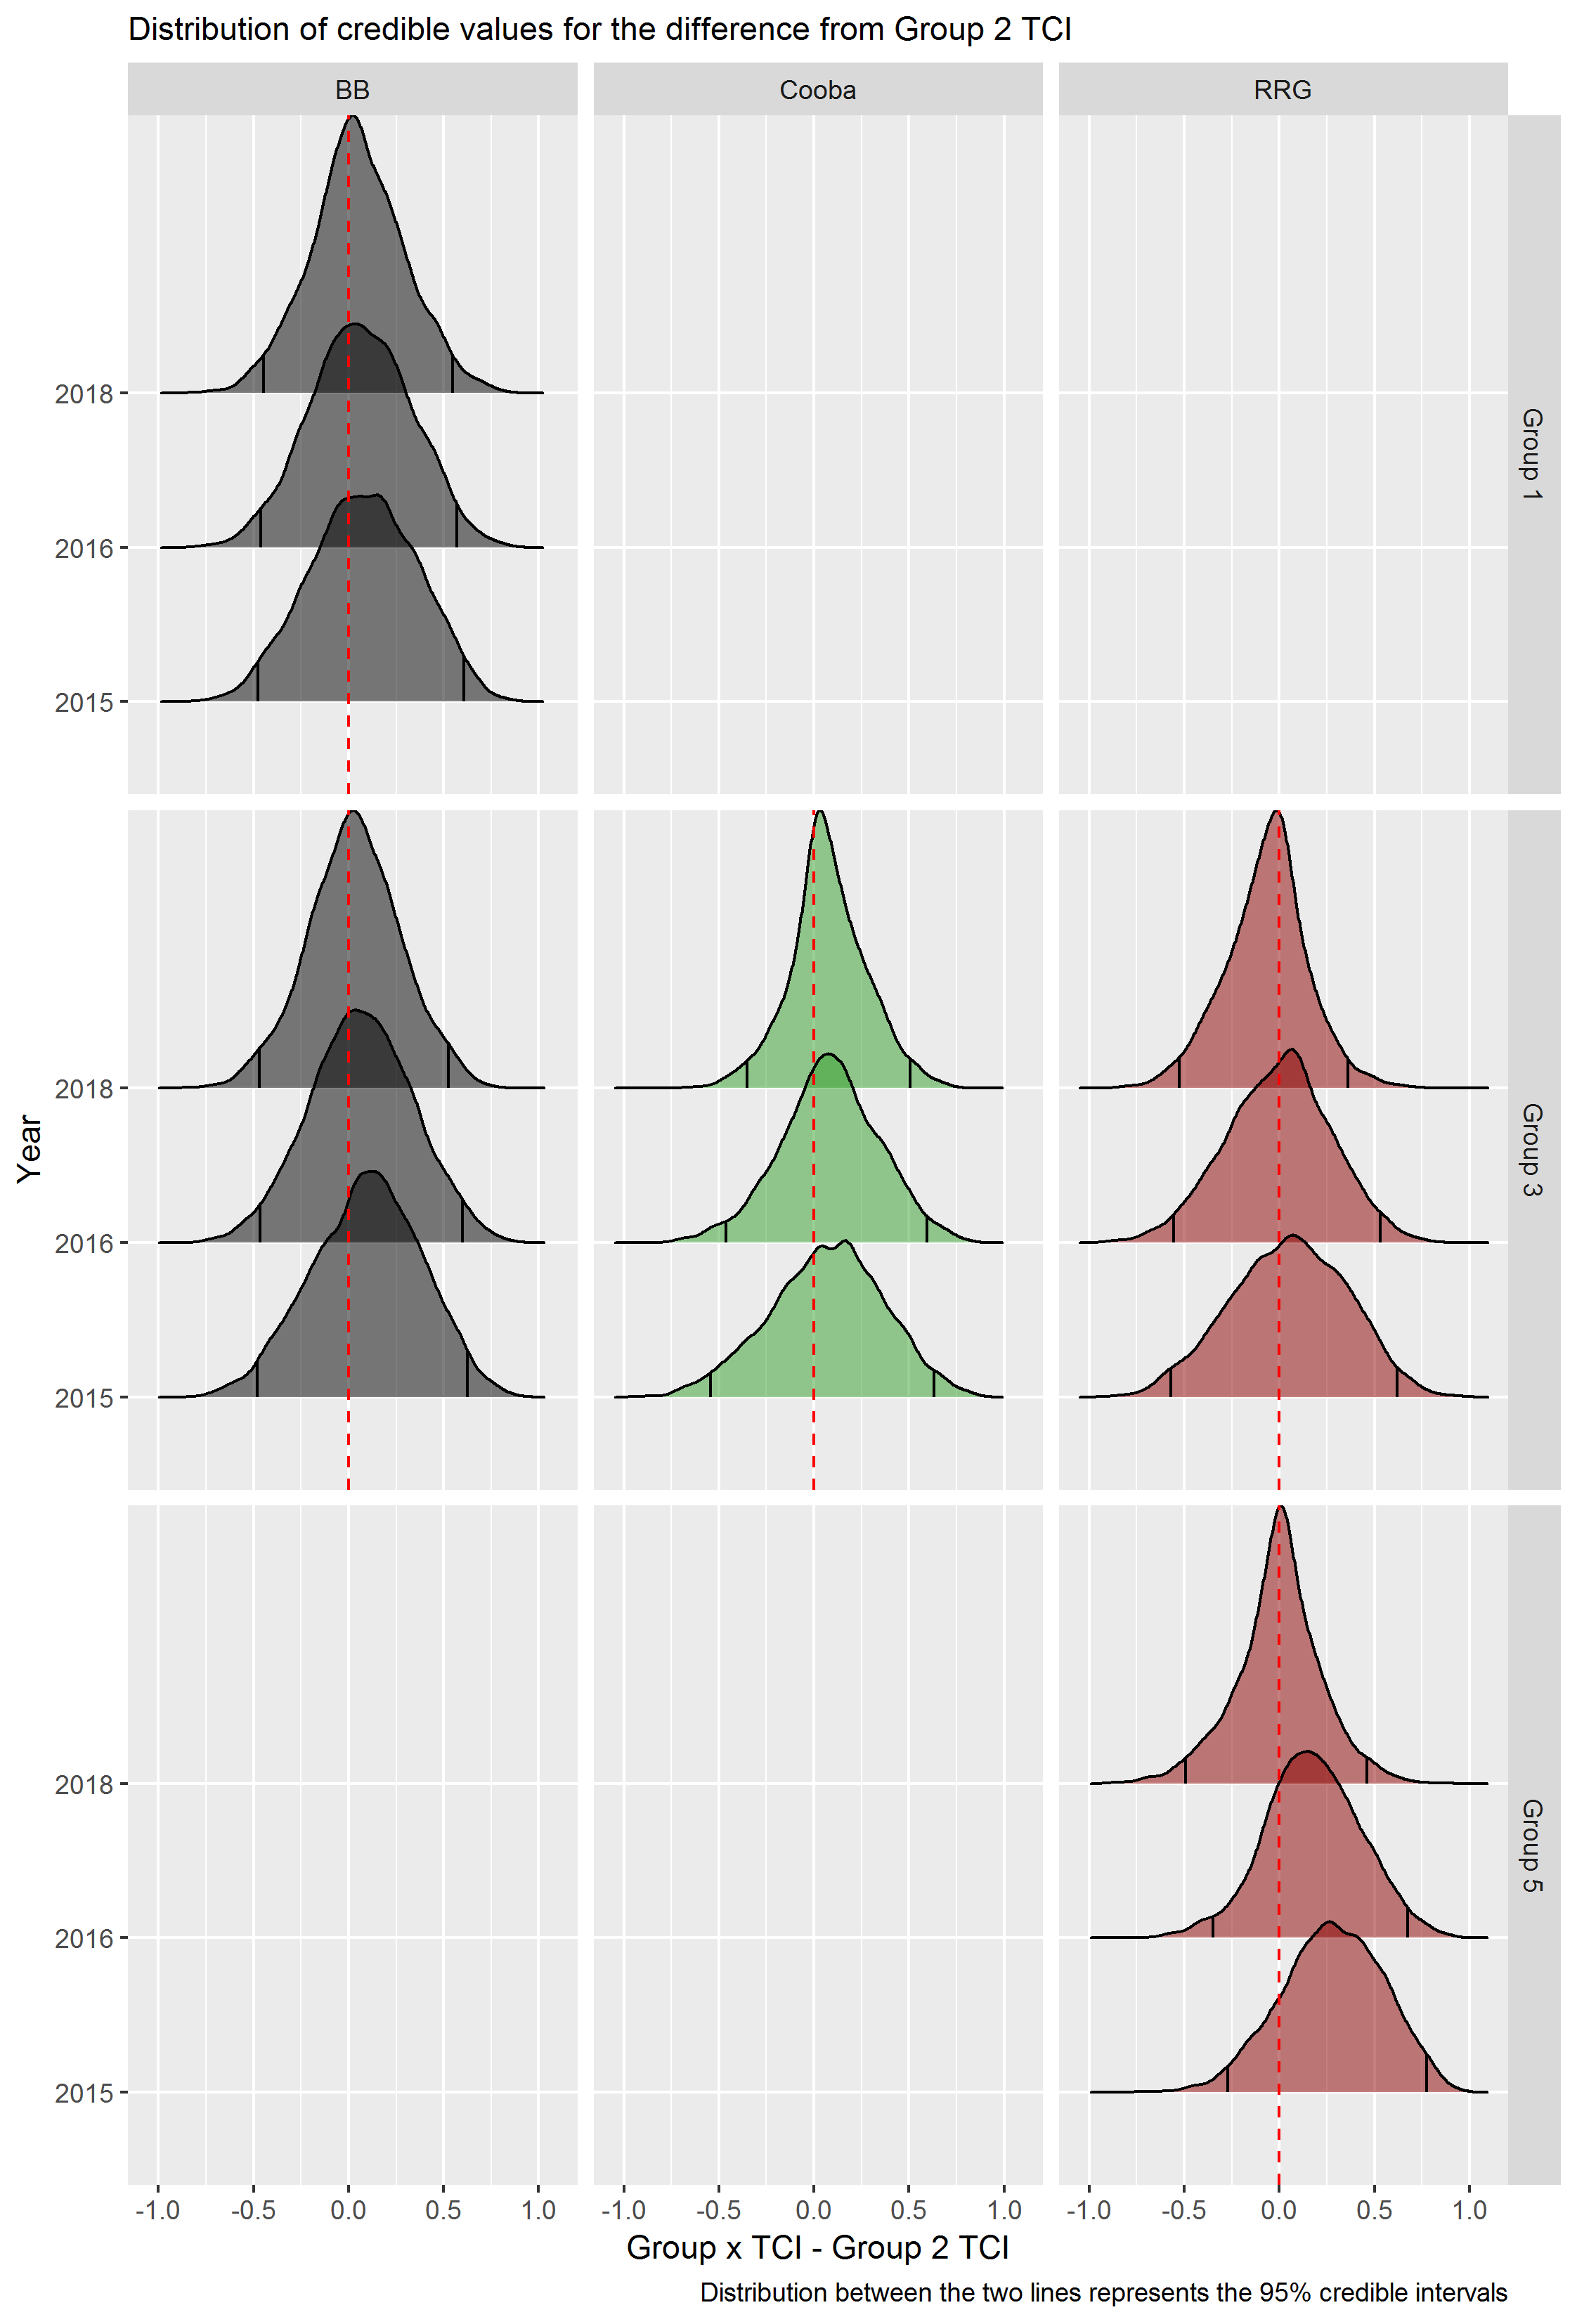 Distribution of credible values for the difference from Group 2 TCI
BB
Cooba
RRG
Group 1
2018
2016
2015
Year
Group 3
2018
2016
2015
Group 5
2018
2016
2015
-1.0 -0.5 0.0 0.5 1.0 -1.0 -0.5 0.0 0.5 1.0 -1.0 -0.5 0.0 0.5 1.0
Group x TCI - Group 2 TCI
Distribution between the two lines represents the 95% credible intervals